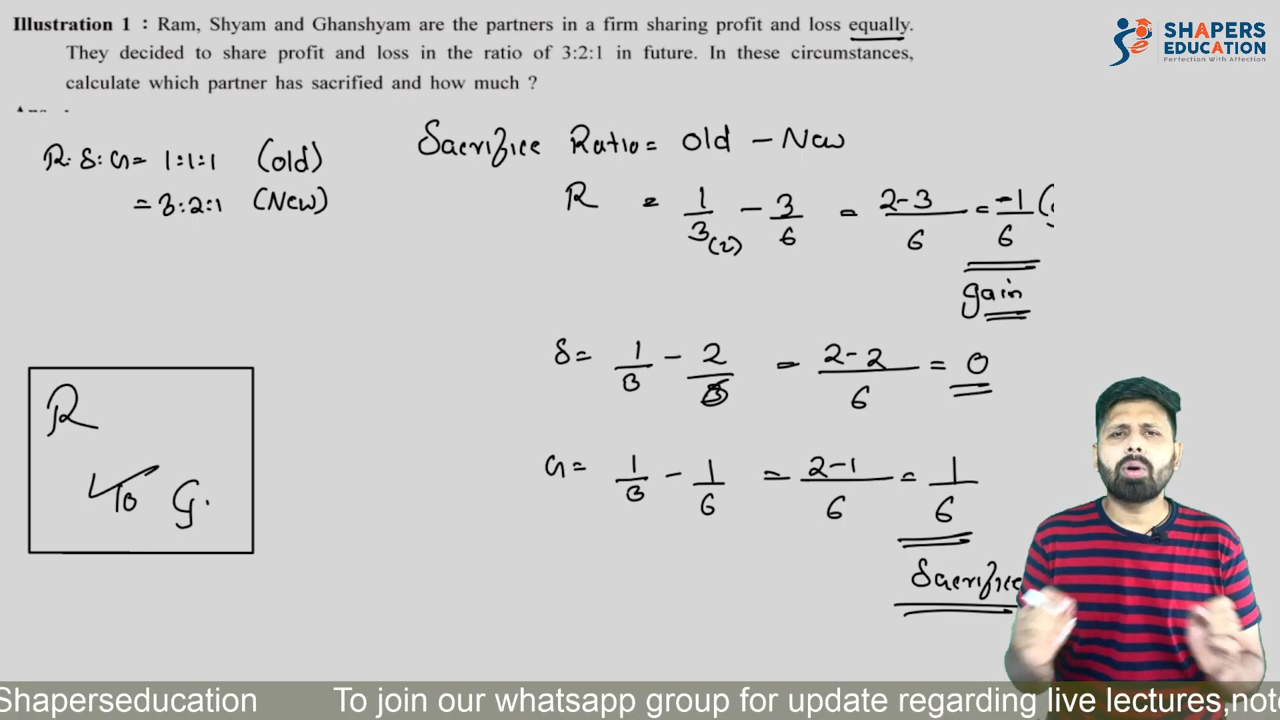 Illustration 1 : Ram, Shyam and Ghanshyam are the partners in a firm sharing profit and loss equally.
They decided to share profit and loss in the ratio of 3:2:1 in future. In these circumstances,
calculate which partner has sacrified and how much ?
SHAPERS
EDUCATION
Perfection With Affection
R:S:G= 1:1:1 (old)
= 3:2:1 (New)
Sacrifice Ratio= old - New
R = 1/3(2) - 3/6 = 2-3/6 = -1/6
gain
S= 1/3 - 2/6 = 2-2/6 = 0
G= 1/3 - 1/6 = 2-1/6 = 1/6
Sacrifice
R
To G.
Shaperseducation To join our whatsapp group for update regarding live lectures,not